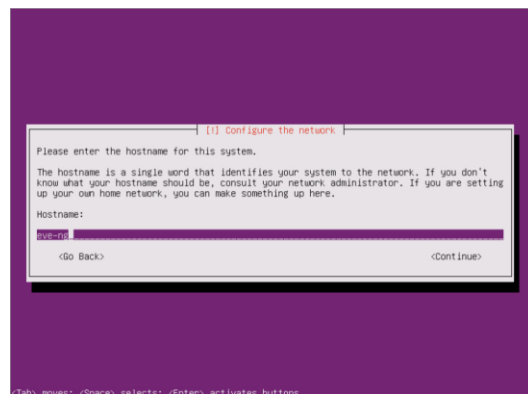 [!] Configure the network
Please enter the hostname for this system.
The hostname is a single word that identifies your system to the network. If you don't
know what your hostname should be, consult your network administrator. If you are setting
up your own home network, you can make something up here.
Hostname:
eve-ng
<Go Back> <Continue>
<Tab> moves; <Space> selects; <Enter> activates buttons